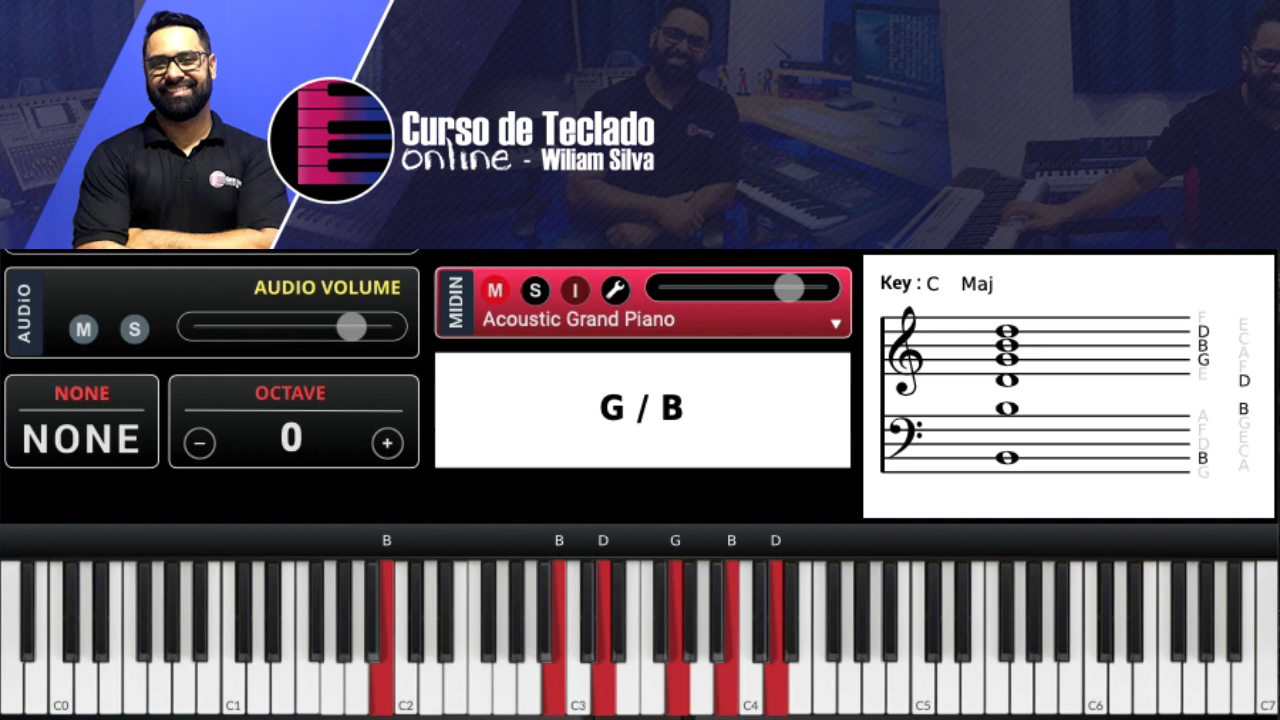 Curso de Teclado
online - Wiliam Silva
AUDiO
AUDIO VOLUME
M S
NONE
NONE
OCTAVE
− 0 +
MIDIN
M S I
Acoustic Grand Piano
G / B
Key : C Maj
F
E
D
C
B
A
G
F
E
D
B
A
G
F
E
D
C
B
A
G
B B D G B D
C0 C1 C2 C3 C4 C5 C6 C7